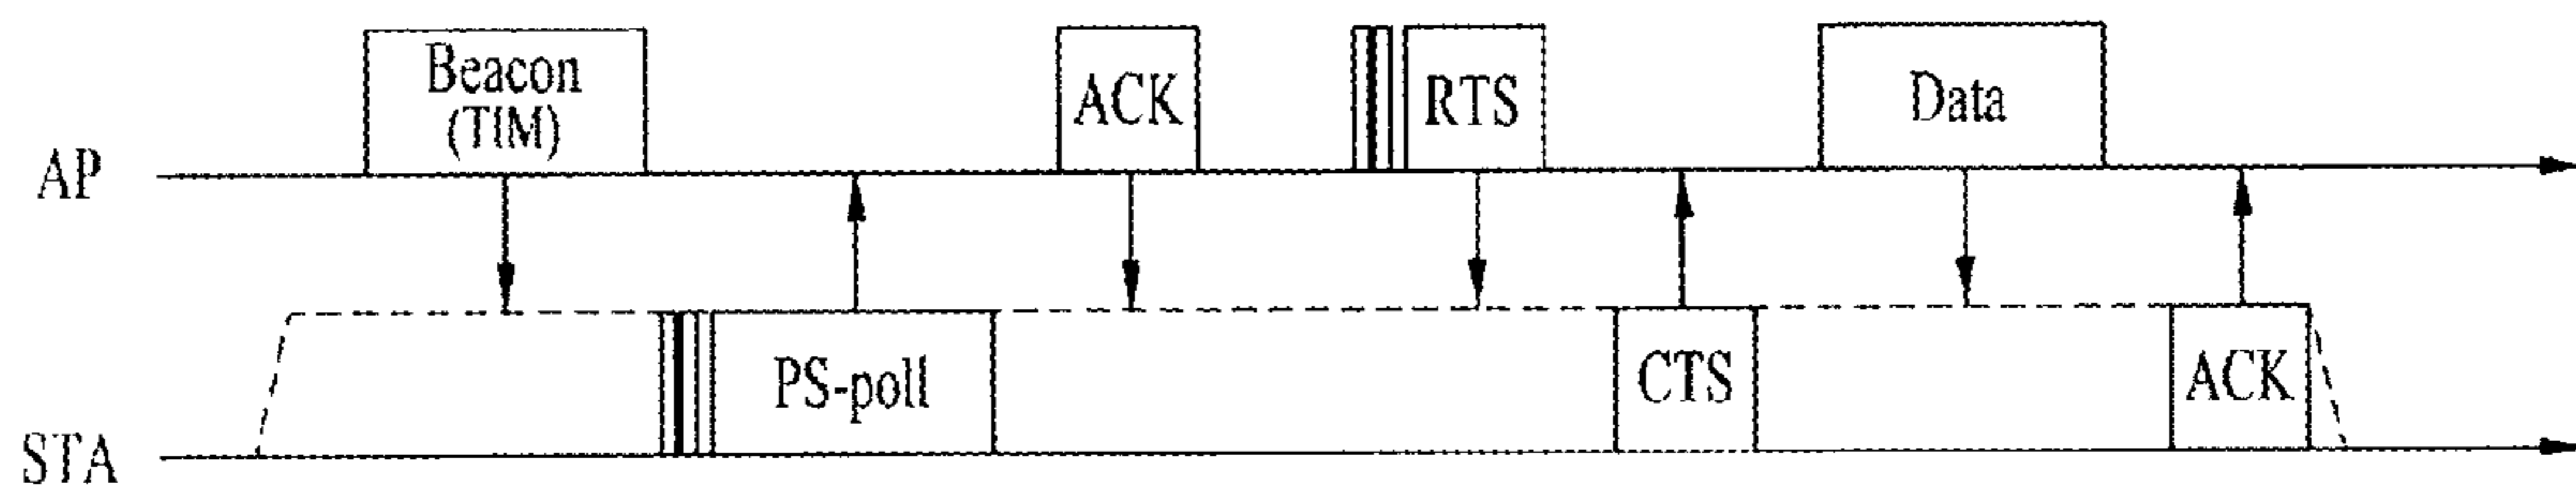 Beacon
(TIM)
ACK
RTS
Data
AP
PS-poll
CTS
ACK
STA